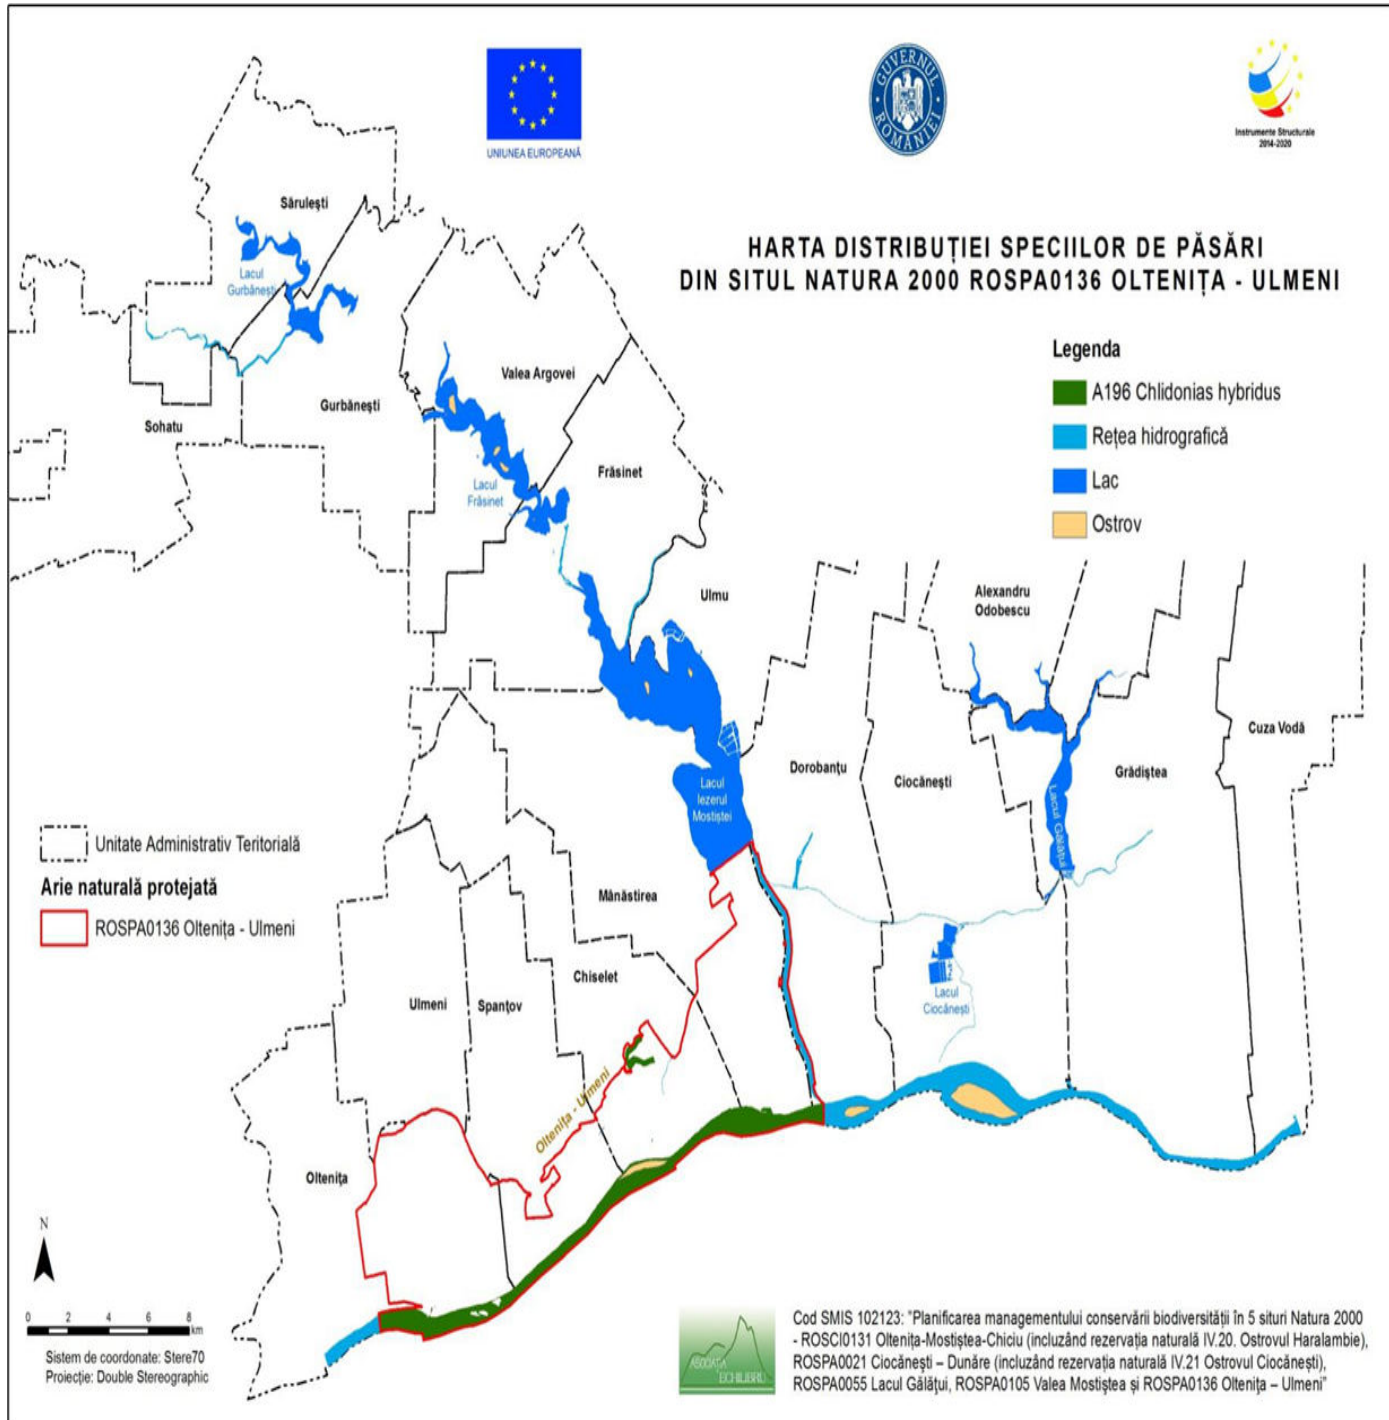 UNIUNEA EUROPEANĂ
GUVERNUL ROMÂNIEI
Instrumente Structurale
2014-2020
HARTA DISTRIBUȚIEI SPECIILOR DE PĂSĂRI
DIN SITUL NATURA 2000 ROSPA0136 OLTENIȚA - ULMENI
Legenda
A196 Chlidonias hybridus
Rețea hidrografică
Lac
Ostrov
Sărulești
Lacul
Gurbănești
Sohatu
Gurbănești
Valea Argovei
Frăsinet
Lacul
Frăsinet
Ulmu
Alexandru
Odobescu
Cuza Vodă
Dorobanțu
Ciocănești
Grădiștea
Lacul
Iezerul
Mostiștei
Lacul Gălățui
Unitate Administrativ Teritorială
Arie naturală protejată
ROSPA0136 Oltenița - Ulmeni
Mânăstirea
Chiselet
Ulmeni
Spanțov
Lacul
Ciocănești
Oltenița - Ulmeni
Oltenița
N
0 2 4 6 8
km
Sistem de coordonate: Stere70
Proiecție: Double Stereographic
ASOCIAȚIA
ECHILIBRU
Cod SMIS 102123: "Planificarea managementului conservării biodiversității în 5 situri Natura 2000
- ROSCI0131 Oltenița-Mostiștea-Chiciu (incluzând rezervația naturală IV.20. Ostrovul Haralambie),
ROSPA0021 Ciocănești – Dunăre (incluzând rezervația naturală IV.21 Ostrovul Ciocănești),
ROSPA0055 Lacul Gălățui, ROSPA0105 Valea Mostiștea și ROSPA0136 Oltenița – Ulmeni"